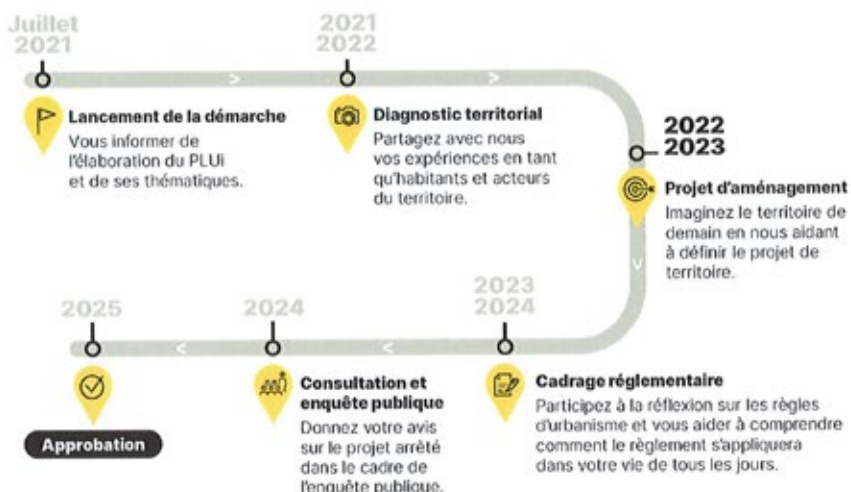 Juillet
2021
Lancement de la démarche
Vous informer de
l'élaboration du PLUi
et de ses thématiques.
2021
2022
Diagnostic territorial
Partagez avec nous
vos expériences en tant
qu'habitants et acteurs
du territoire.
2022
2023
Projet d'aménagement
Imaginez le territoire de
demain en nous aidant
à définir le projet de
territoire.
2023
2024
Cadrage réglementaire
Participez à la réflexion sur les règles
d'urbanisme et vous aider à comprendre
comment le règlement s'appliquera
dans votre vie de tous les jours.
2024
Consultation et
enquête publique
Donnez votre avis
sur le projet arrêté
dans le cadre de
l'enquête publique.
2025
Approbation